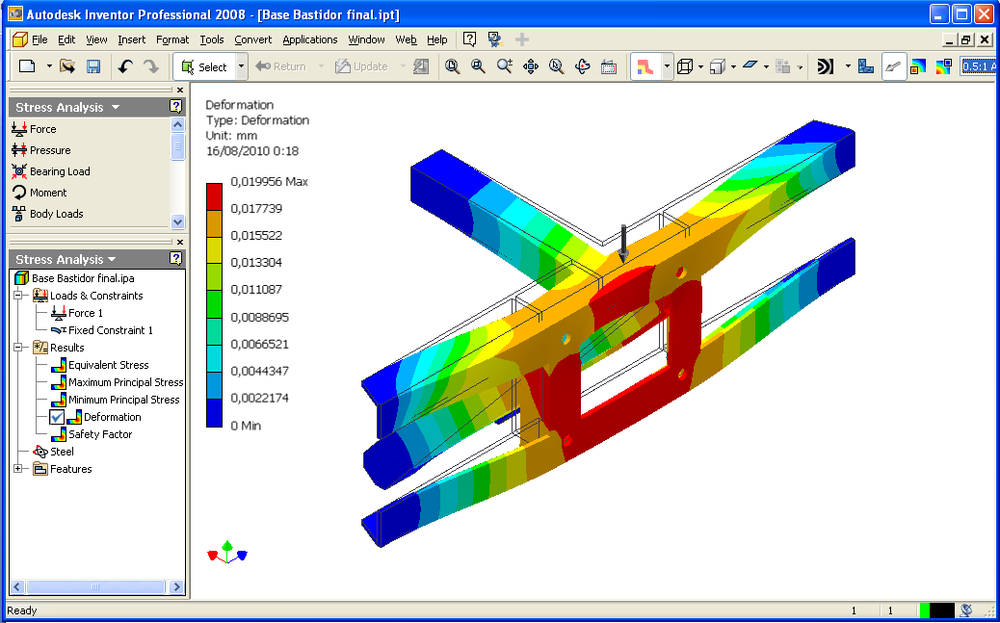 Autodesk Inventor Professional 2008 - [Base Bastidor final.ipt]
File Edit View Insert Format Tools Convert Applications Window Web Help
Select Return Update 0.5:1 A
Stress Analysis
Force
Pressure
Bearing Load
Moment
Body Loads
Stress Analysis
Base Bastidor final.ipa
Loads & Constraints
Force 1
Fixed Constraint 1
Results
Equivalent Stress
Maximum Principal Stress
Minimum Principal Stress
Deformation
Safety Factor
Steel
Features
Deformation
Type: Deformation
Unit: mm
16/08/2010 0:18
0,019956 Max
0,017739
0,015522
0,013304
0,011087
0,0088695
0,0066521
0,0044347
0,0022174
0 Min
Ready 1 1